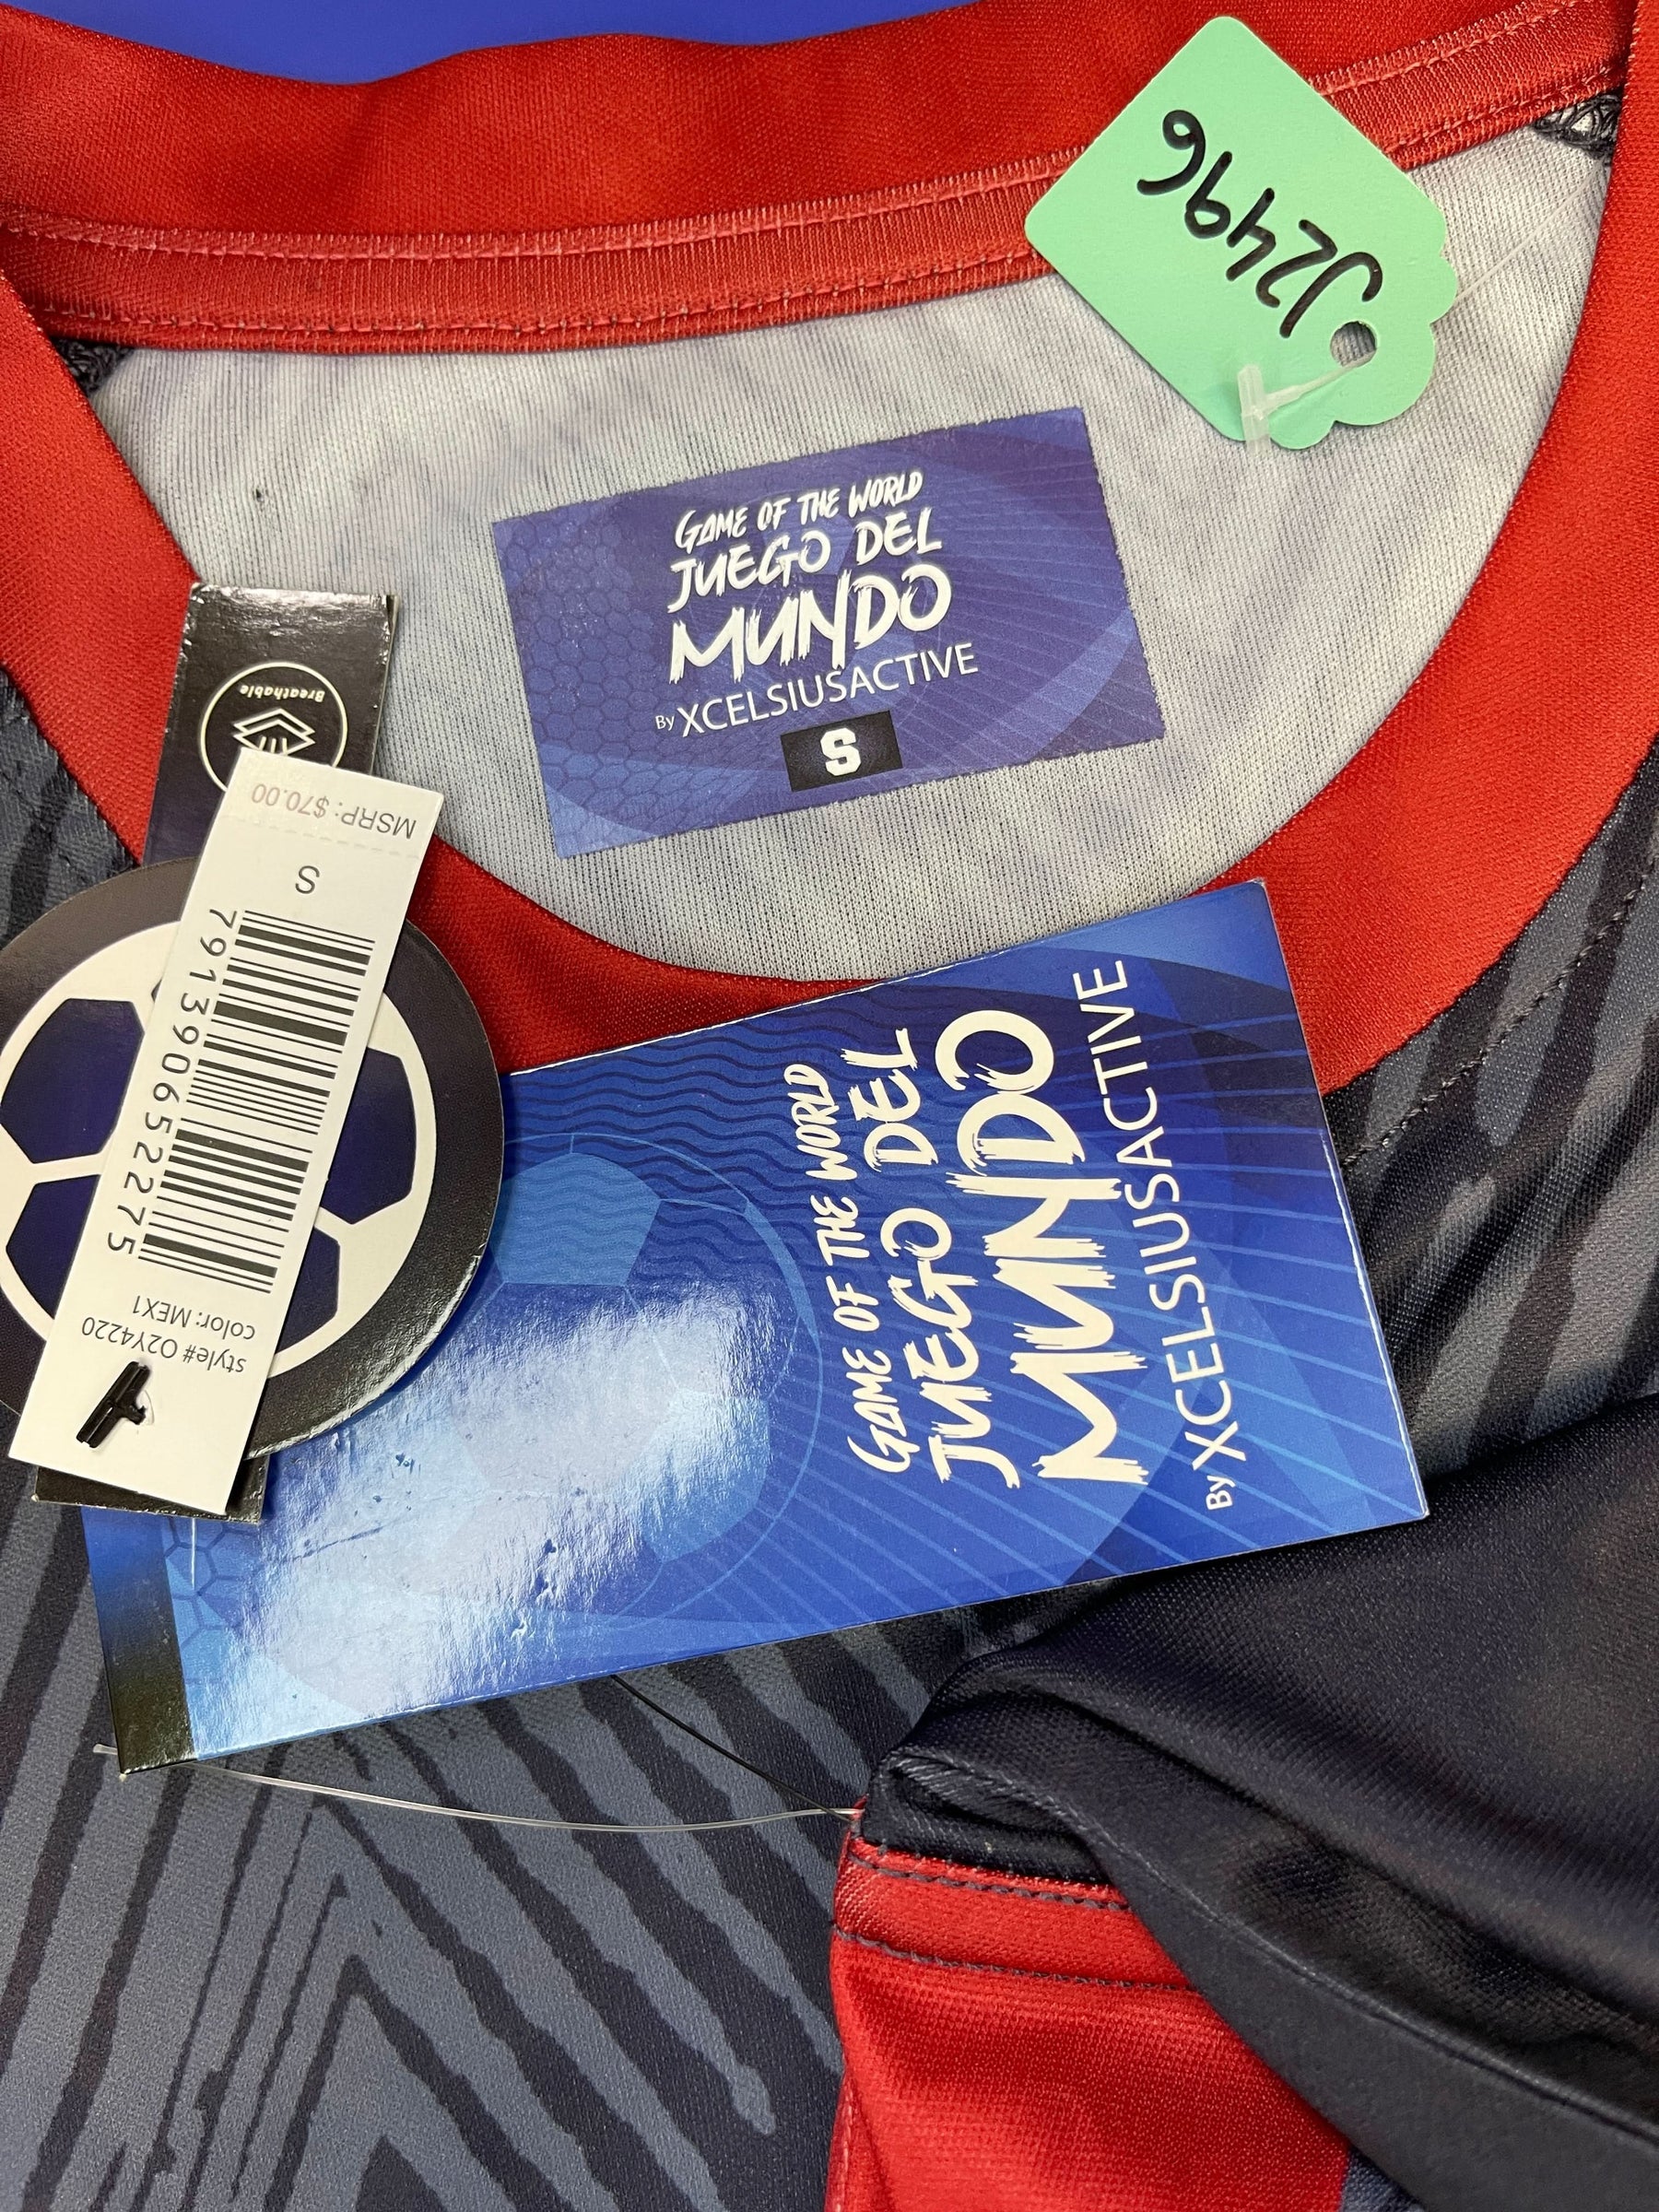 J2496
GAME OF THE WORLD
JUEGO DEL
MUNDO
By XCELSIUSACTIVE
S
Breathable
MSRP: $70.00
S
791390652275
color: MEX1
style# O2Y4220
GAME OF THE WORLD
JUEGO DEL
MUNDO
By XCELSIUSACTIVE